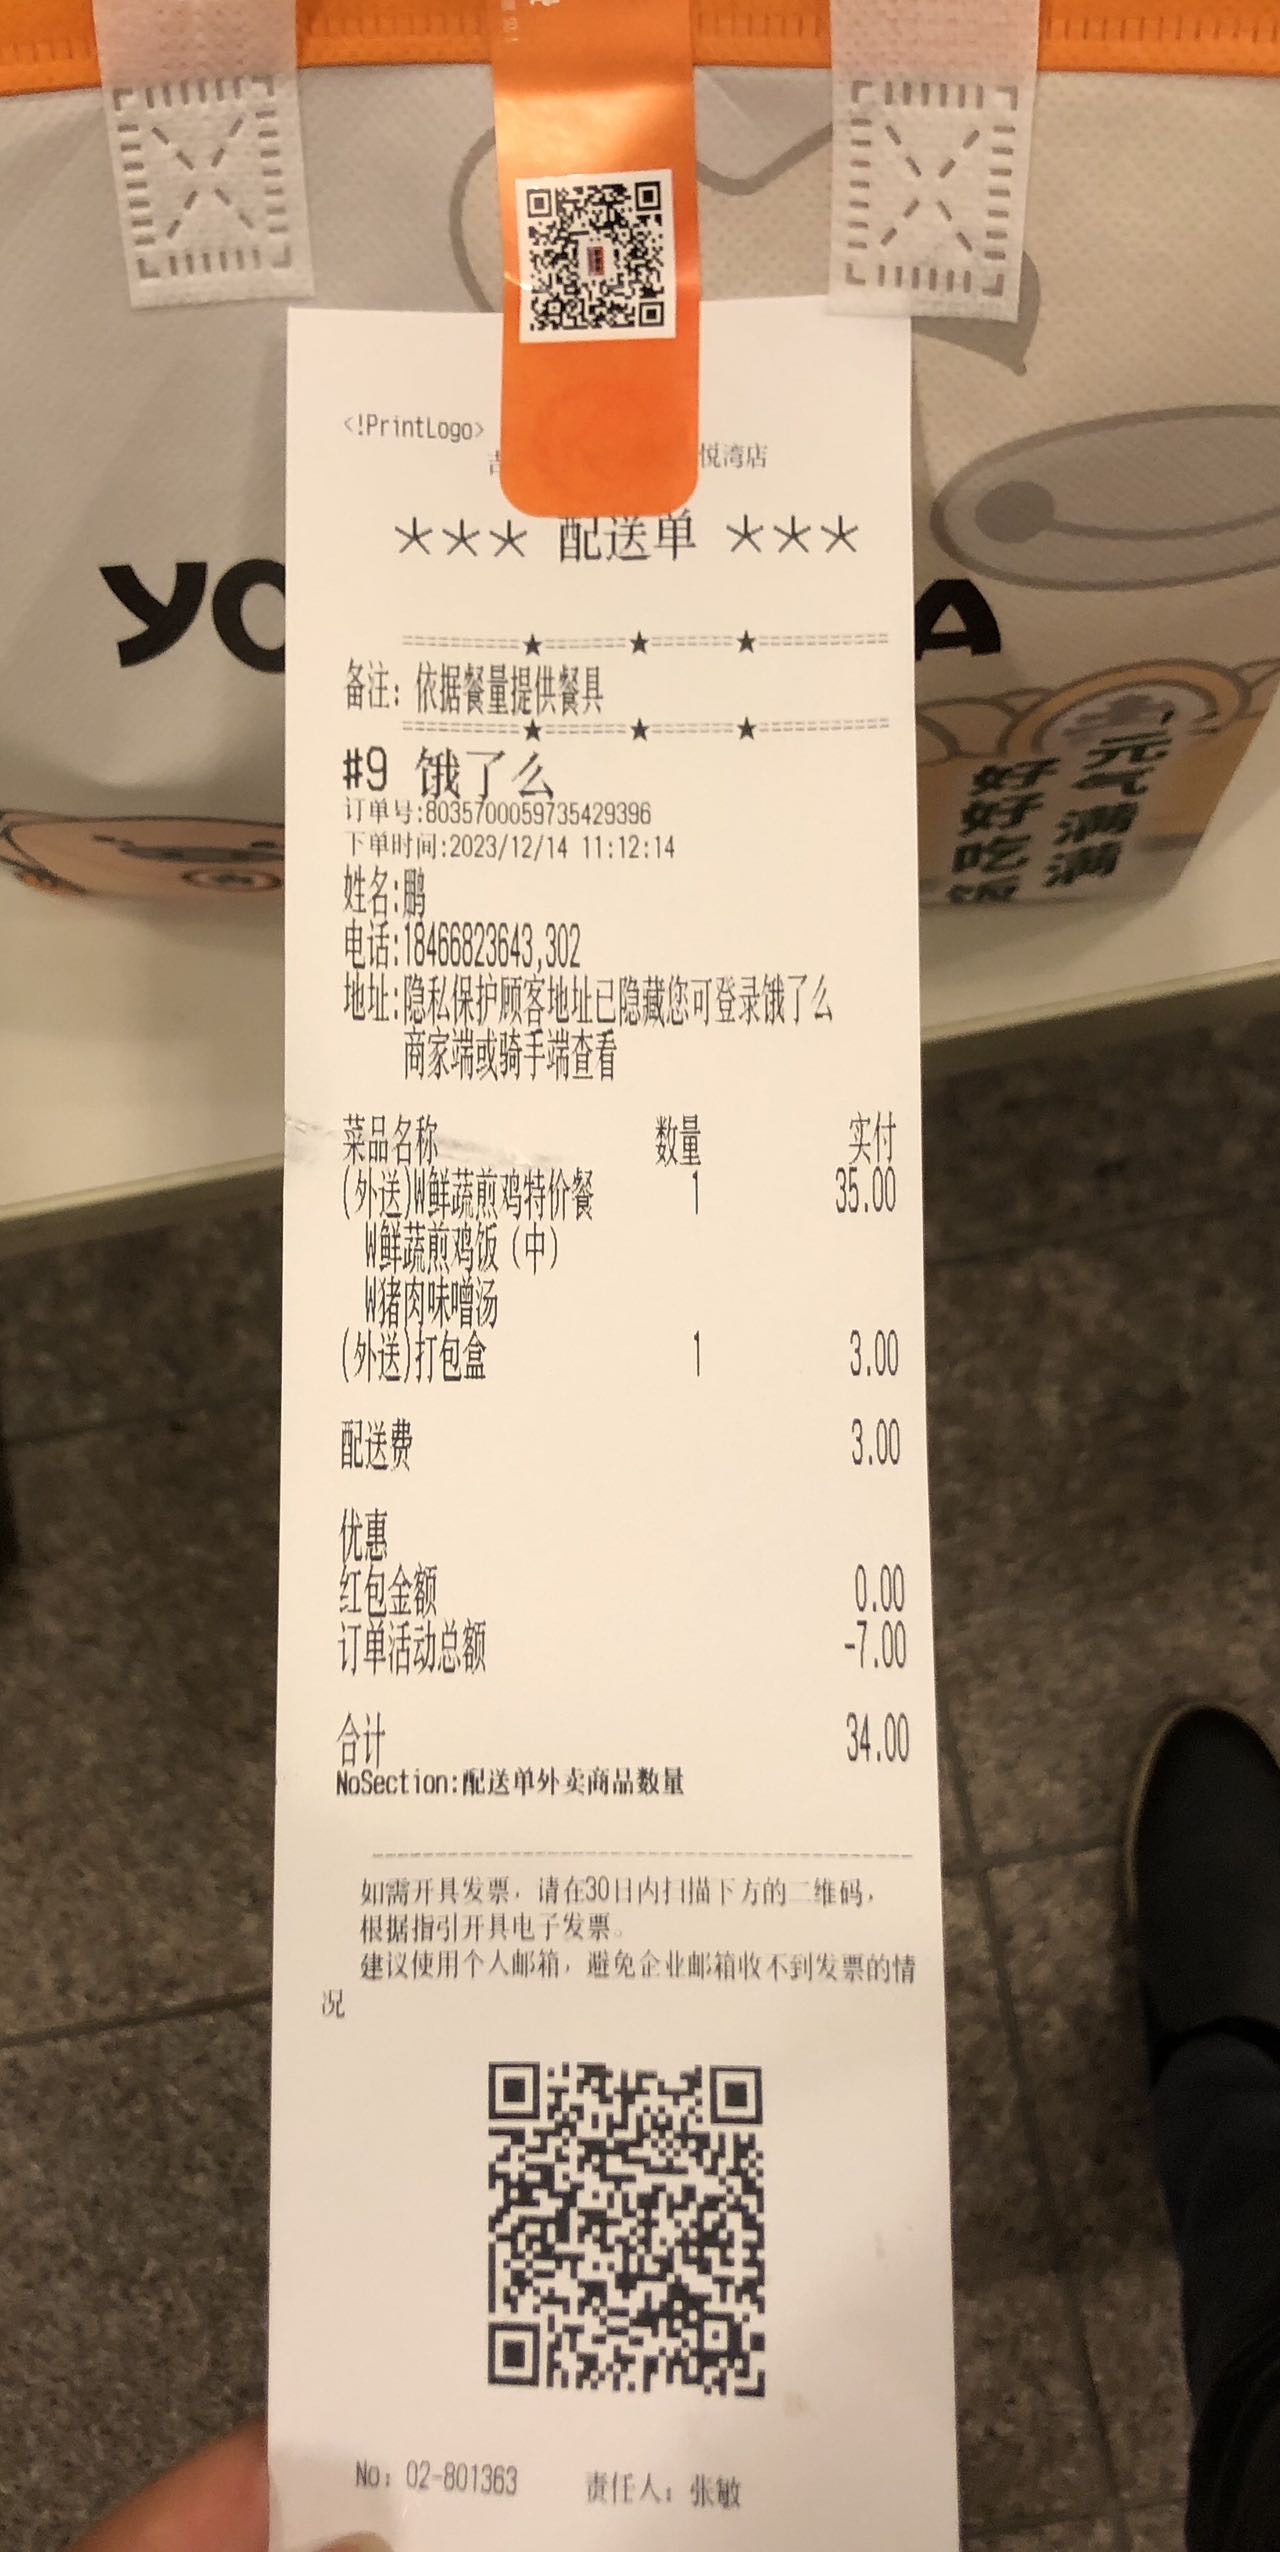 <!PrintLogo>
悦湾店
*** 配送单 ***
YO
A
元气满满
好好吃饭
备注：依据餐量提供餐具
#9 饿了么
订单号:8035700059735429396
下单时间:2023/12/14 11:12:14
姓名:鹏
电话:18466823643,302
地址:隐私保护顾客地址已隐藏您可登录饿了么
商家端或骑手端查看
菜品名称 数量 实付
(外送)W鲜蔬煎鸡特价餐 1 35.00
W鲜蔬煎鸡饭（中）
W猪肉味噌汤
(外送)打包盒 1 3.00
配送费 3.00
优惠
红包金额 0.00
订单活动总额 -7.00
合计 34.00
NoSection:配送单外卖商品数量
如需开具发票，请在30日内扫描下方的二维码，
根据指引开具电子发票。
建议使用个人邮箱，避免企业邮箱收不到发票的情
况
No：02-801363 责任人：张敏